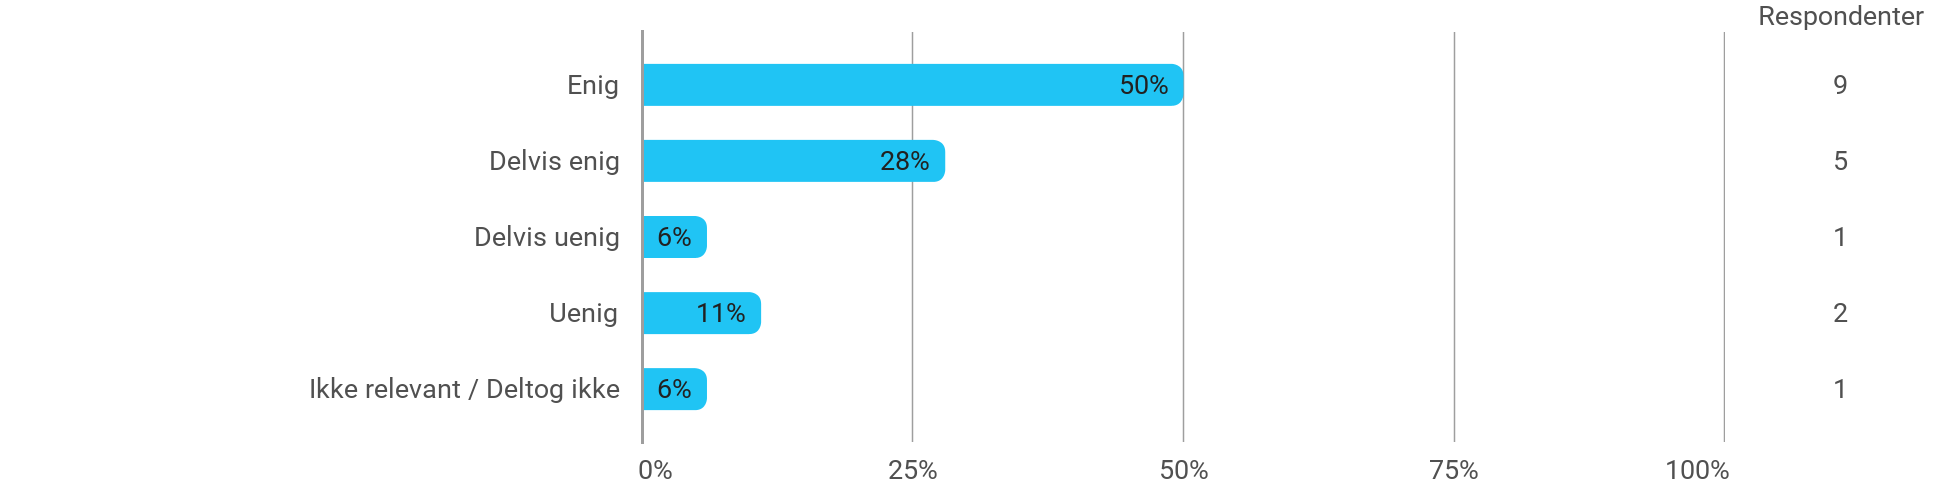 Respondenter
Enig 50% 9
Delvis enig 28% 5
Delvis uenig 6% 1
Uenig 11% 2
Ikke relevant / Deltog ikke 6% 1
0% 25% 50% 75% 100%